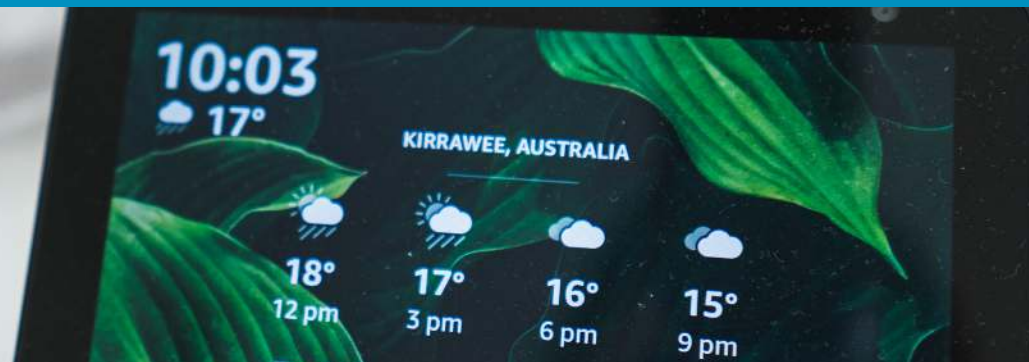 10:03
17°
KIRRAWEE, AUSTRALIA
18° 17° 16° 15°
12 pm 3 pm 6 pm 9 pm